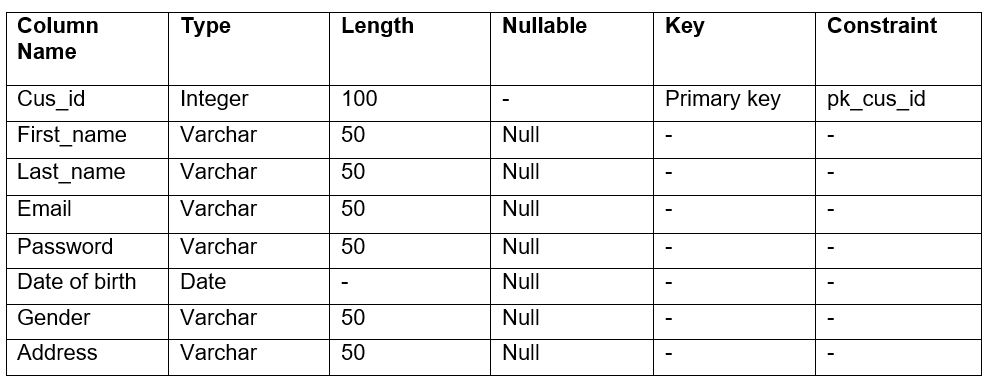 Column Name Type Length Nullable Key Constraint
Cus_id Integer 100 - Primary key pk_cus_id
First_name Varchar 50 Null - -
Last_name Varchar 50 Null - -
Email Varchar 50 Null - -
Password Varchar 50 Null - -
Date of birth Date - Null - -
Gender Varchar 50 Null - -
Address Varchar 50 Null - -